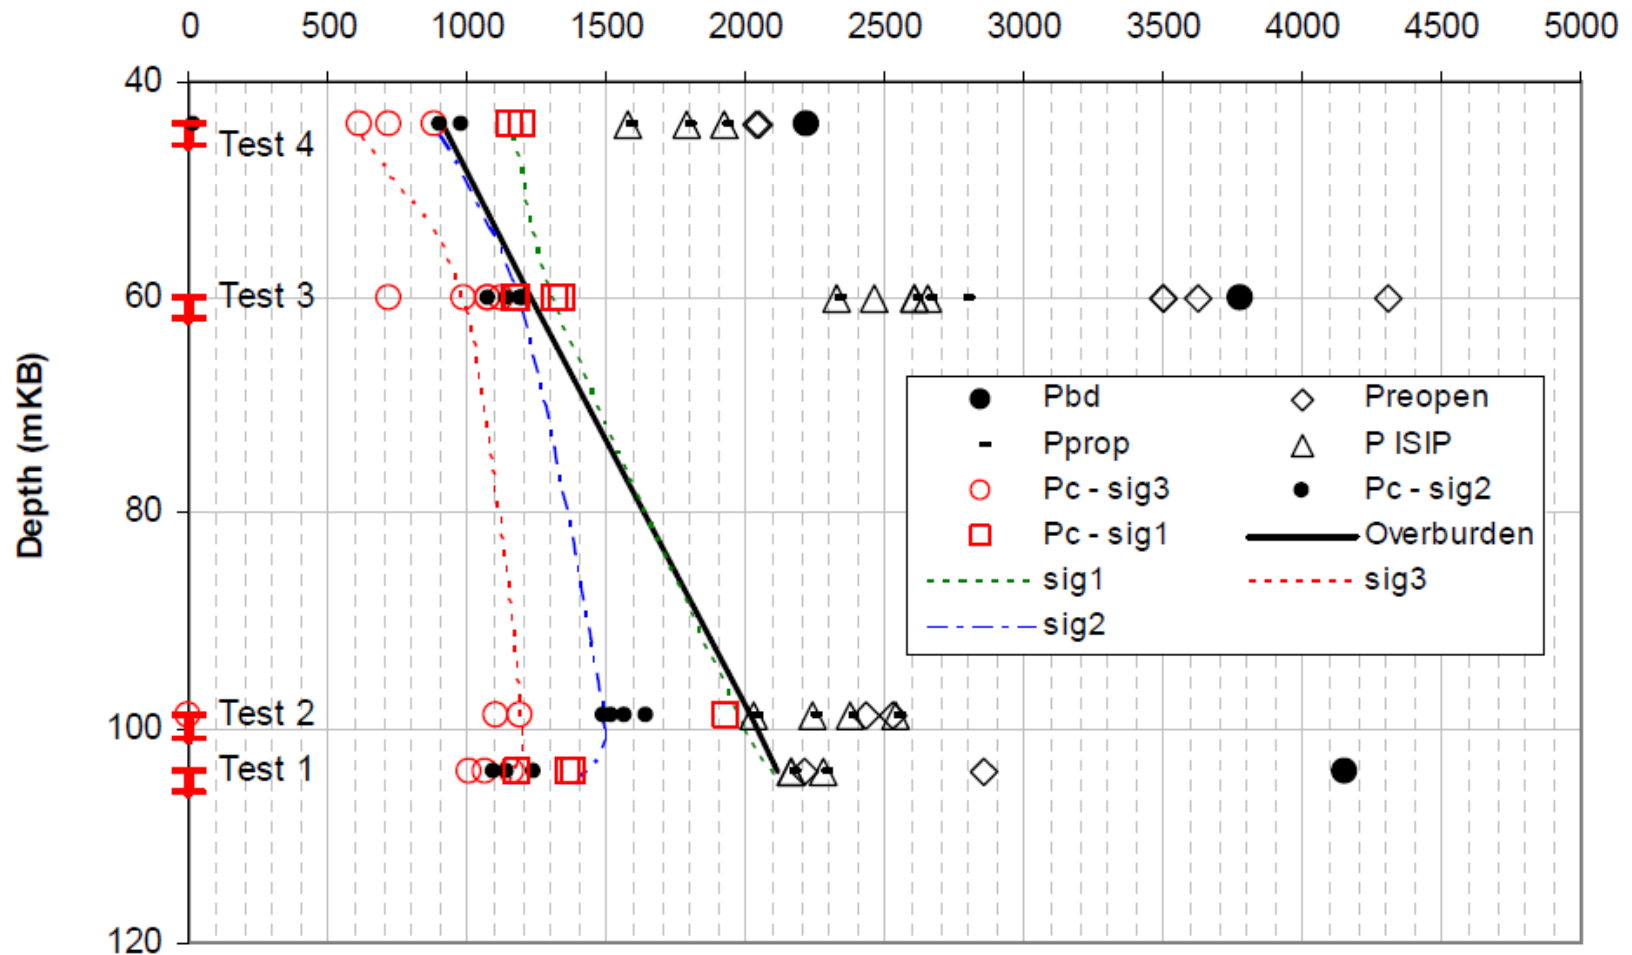 0 500 1000 1500 2000 2500 3000 3500 4000 4500 5000
40
Test 4
60
Test 3
Depth (mKB)
Pbd Preopen
Pprop P ISIP
Pc - sig3 Pc - sig2
Pc - sig1 Overburden
sig1 sig3
sig2
80
100
Test 2
Test 1
120